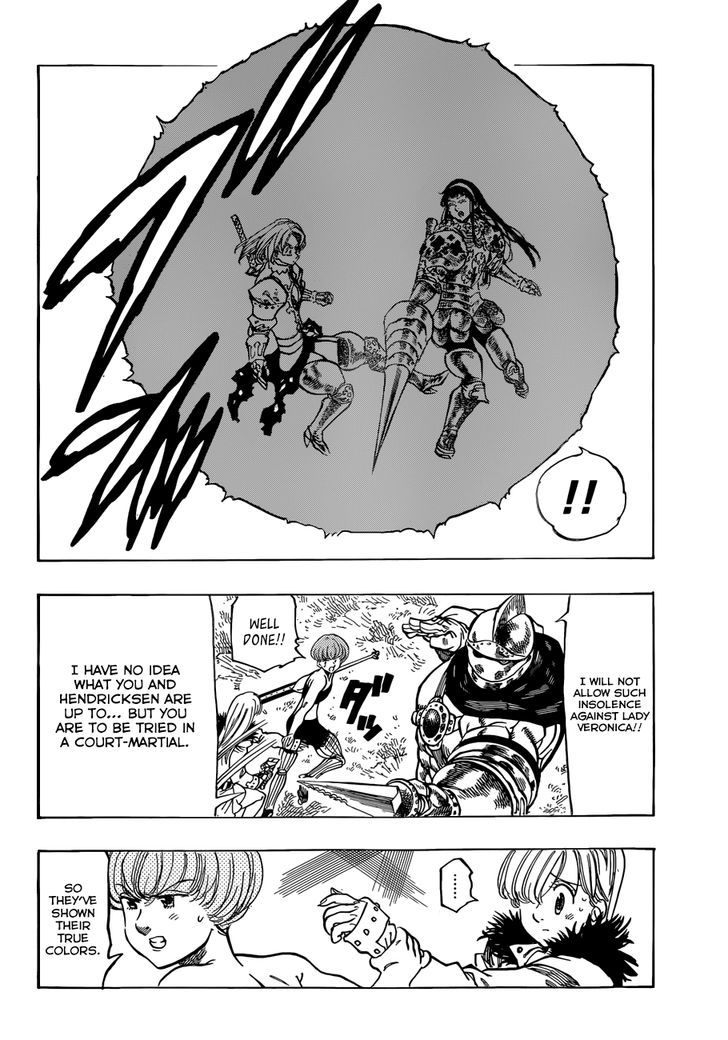 !!
I WILL NOT
ALLOW SUCH
INSOLENCE
AGAINST LADY
VERONICA!!
WELL
DONE!!
ダッ
I HAVE NO IDEA
WHAT YOU AND
HENDRICKSEN ARE
UP TO... BUT YOU
ARE TO BE TRIED IN
A COURT-MARTIAL.
........
SO
THEY'VE
SHOWN
THEIR
TRUE
COLORS.